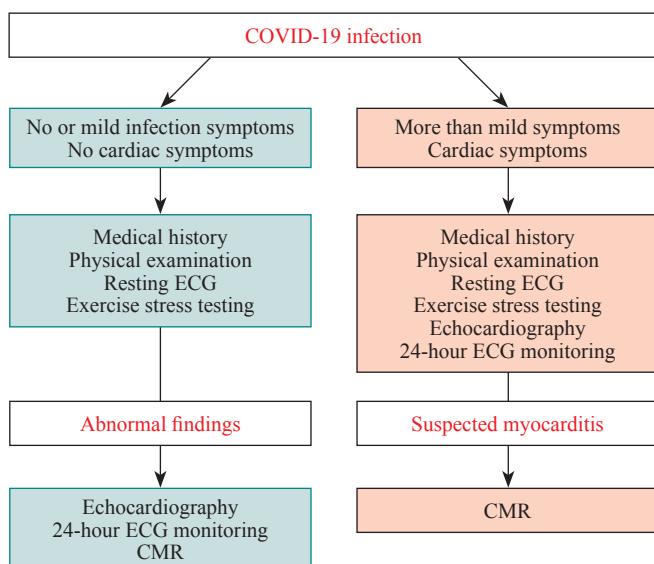 COVID-19 infection
No or mild infection symptoms
No cardiac symptoms
More than mild symptoms
Cardiac symptoms
Medical history
Physical examination
Resting ECG
Exercise stress testing
Medical history
Physical examination
Resting ECG
Exercise stress testing
Echocardiography
24-hour ECG monitoring
Abnormal findings
Suspected myocarditis
Echocardiography
24-hour ECG monitoring
CMR
CMR